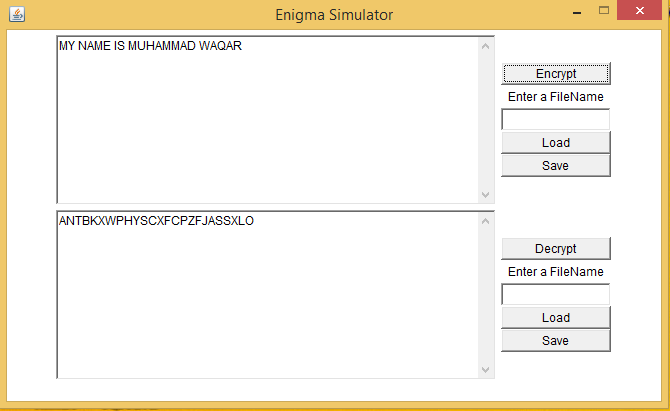 Enigma Simulator
MY NAME IS MUHAMMAD WAQAR
Encrypt
Enter a FileName
Load
Save
ANTBKXWPHYSCXFCPZFJASSXLO
Decrypt
Enter a FileName
Load
Save